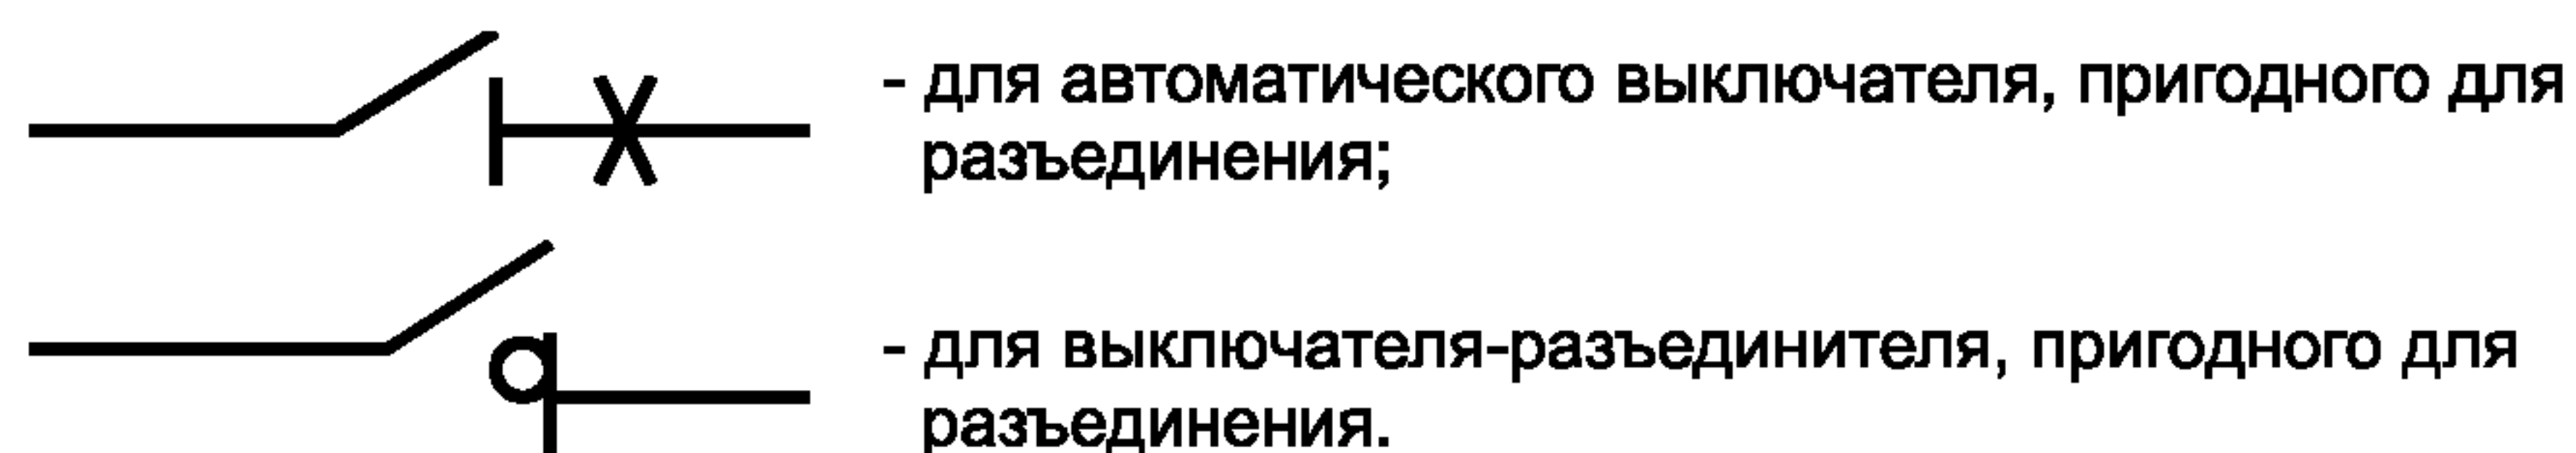 - для автоматического выключателя, пригодного для
разъединения;
- для выключателя-разъединителя, пригодного для
разъединения.